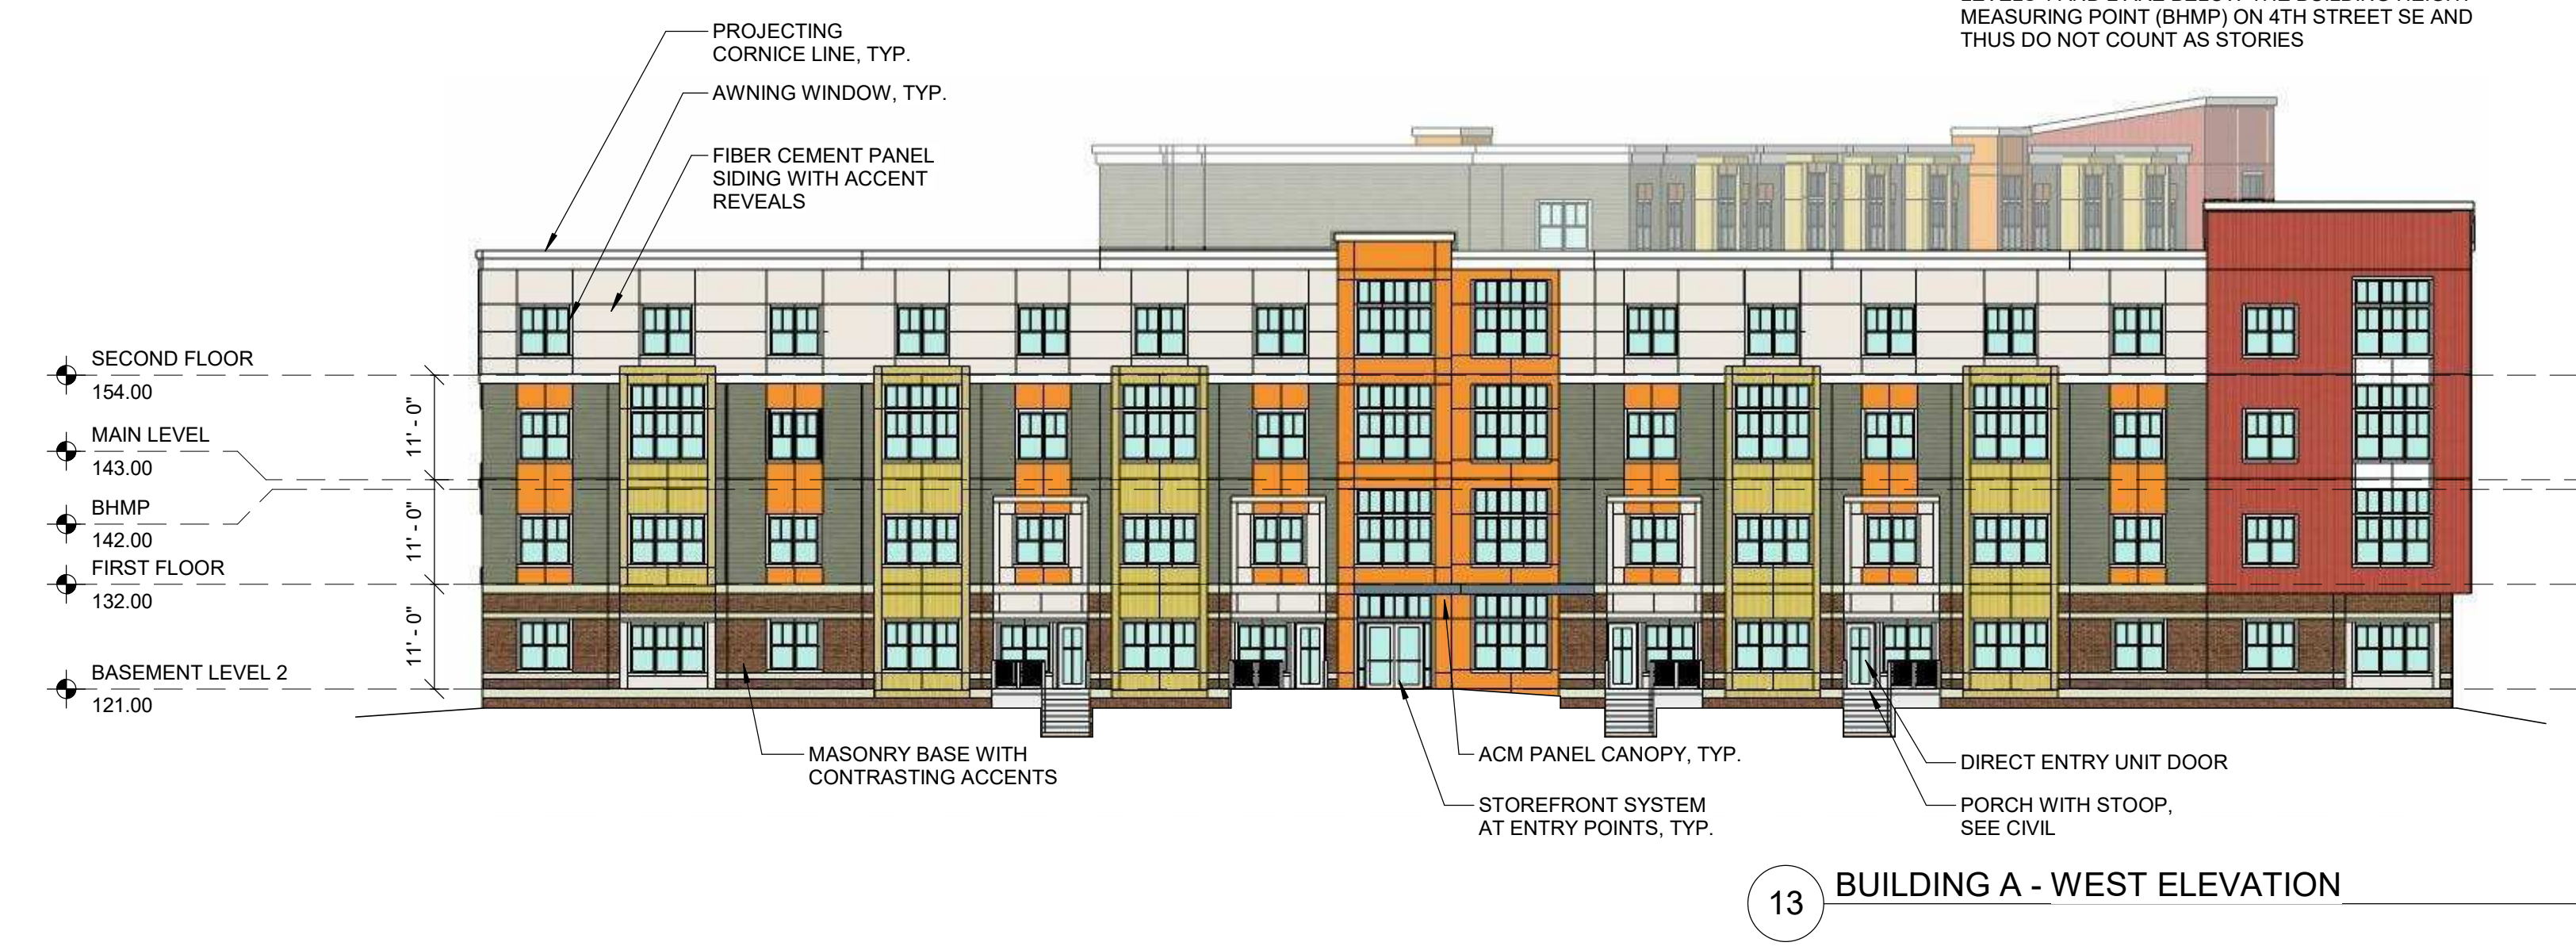 MEASURING POINT (BHMP) ON 4TH STREET SE AND
THUS DO NOT COUNT AS STORIES
PROJECTING
CORNICE LINE, TYP.
AWNING WINDOW, TYP.
FIBER CEMENT PANEL
SIDING WITH ACCENT
REVEALS
SECOND FLOOR
154.00
MAIN LEVEL
143.00
BHMP
142.00
FIRST FLOOR
132.00
BASEMENT LEVEL 2
121.00
11' - 0"
11' - 0"
11' - 0"
MASONRY BASE WITH
CONTRASTING ACCENTS
ACM PANEL CANOPY, TYP.
STOREFRONT SYSTEM
AT ENTRY POINTS, TYP.
DIRECT ENTRY UNIT DOOR
PORCH WITH STOOP,
SEE CIVIL
13
BUILDING A - WEST ELEVATION